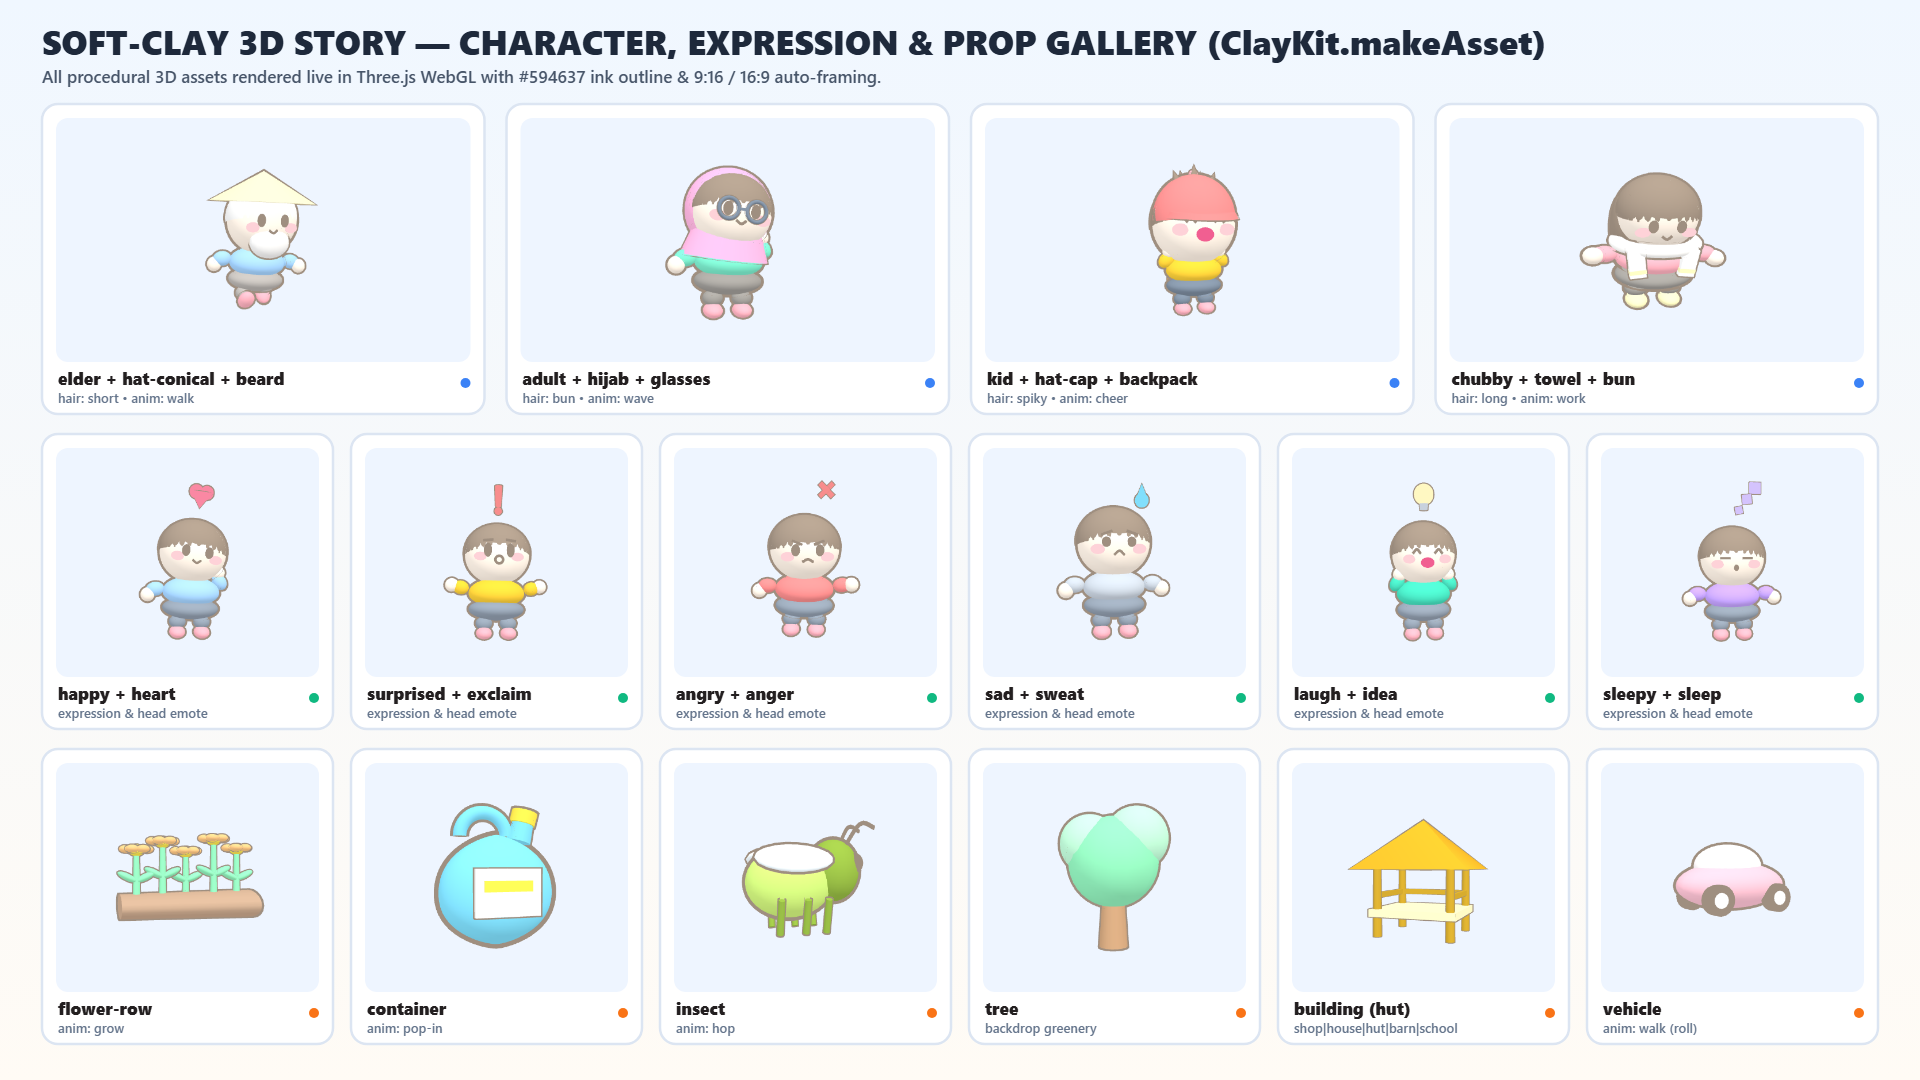 SOFT-CLAY 3D STORY — CHARACTER, EXPRESSION & PROP GALLERY (ClayKit.makeAsset)
All procedural 3D assets rendered live in Three.js WebGL with #594637 ink outline & 9:16 / 16:9 auto-framing.
elder + hat-conical + beard
hair: short • anim: walk
adult + hijab + glasses
hair: bun • anim: wave
kid + hat-cap + backpack
hair: spiky • anim: cheer
chubby + towel + bun
hair: long • anim: work
happy + heart
expression & head emote
surprised + exclaim
expression & head emote
angry + anger
expression & head emote
sad + sweat
expression & head emote
laugh + idea
expression & head emote
sleepy + sleep
expression & head emote
flower-row
anim: grow
container
anim: pop-in
insect
anim: hop
tree
backdrop greenery
building (hut)
shop|house|hut|barn|school
vehicle
anim: walk (roll)